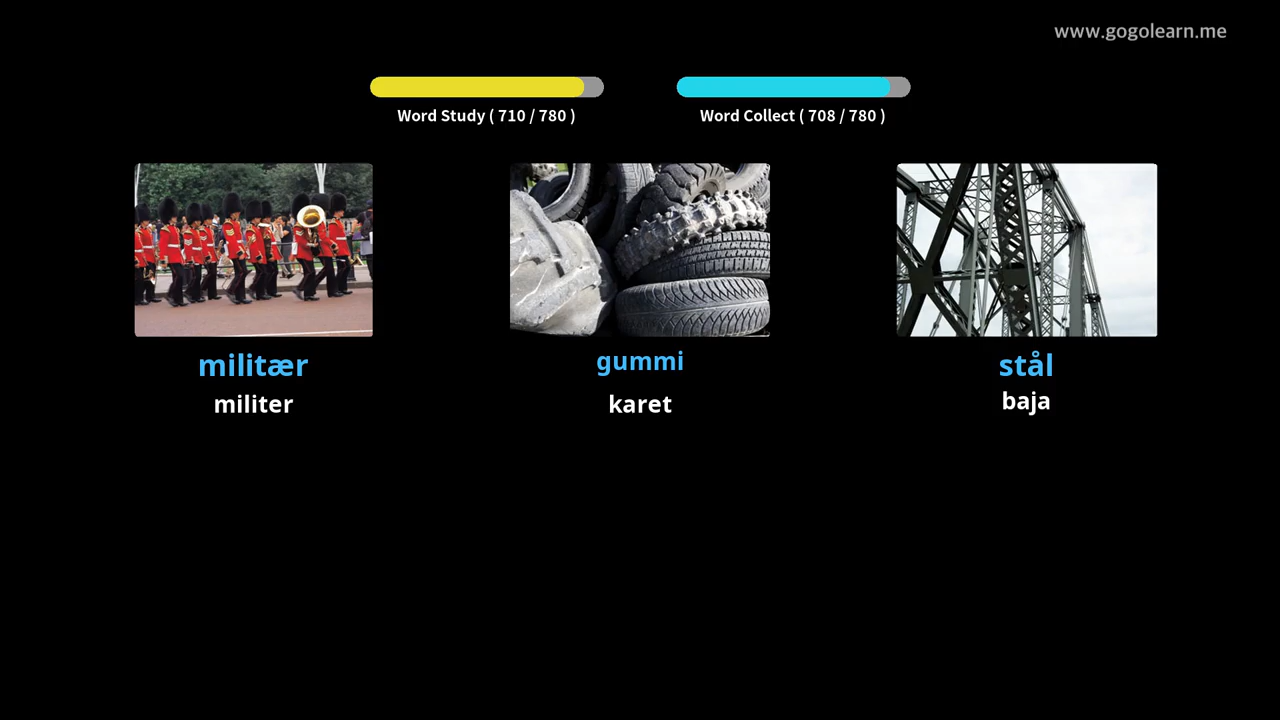 www.gogolearn.me
Word Study ( 710 / 780 )
Word Collect ( 708 / 780 )
militær
gummi
stål
militer
karet
baja